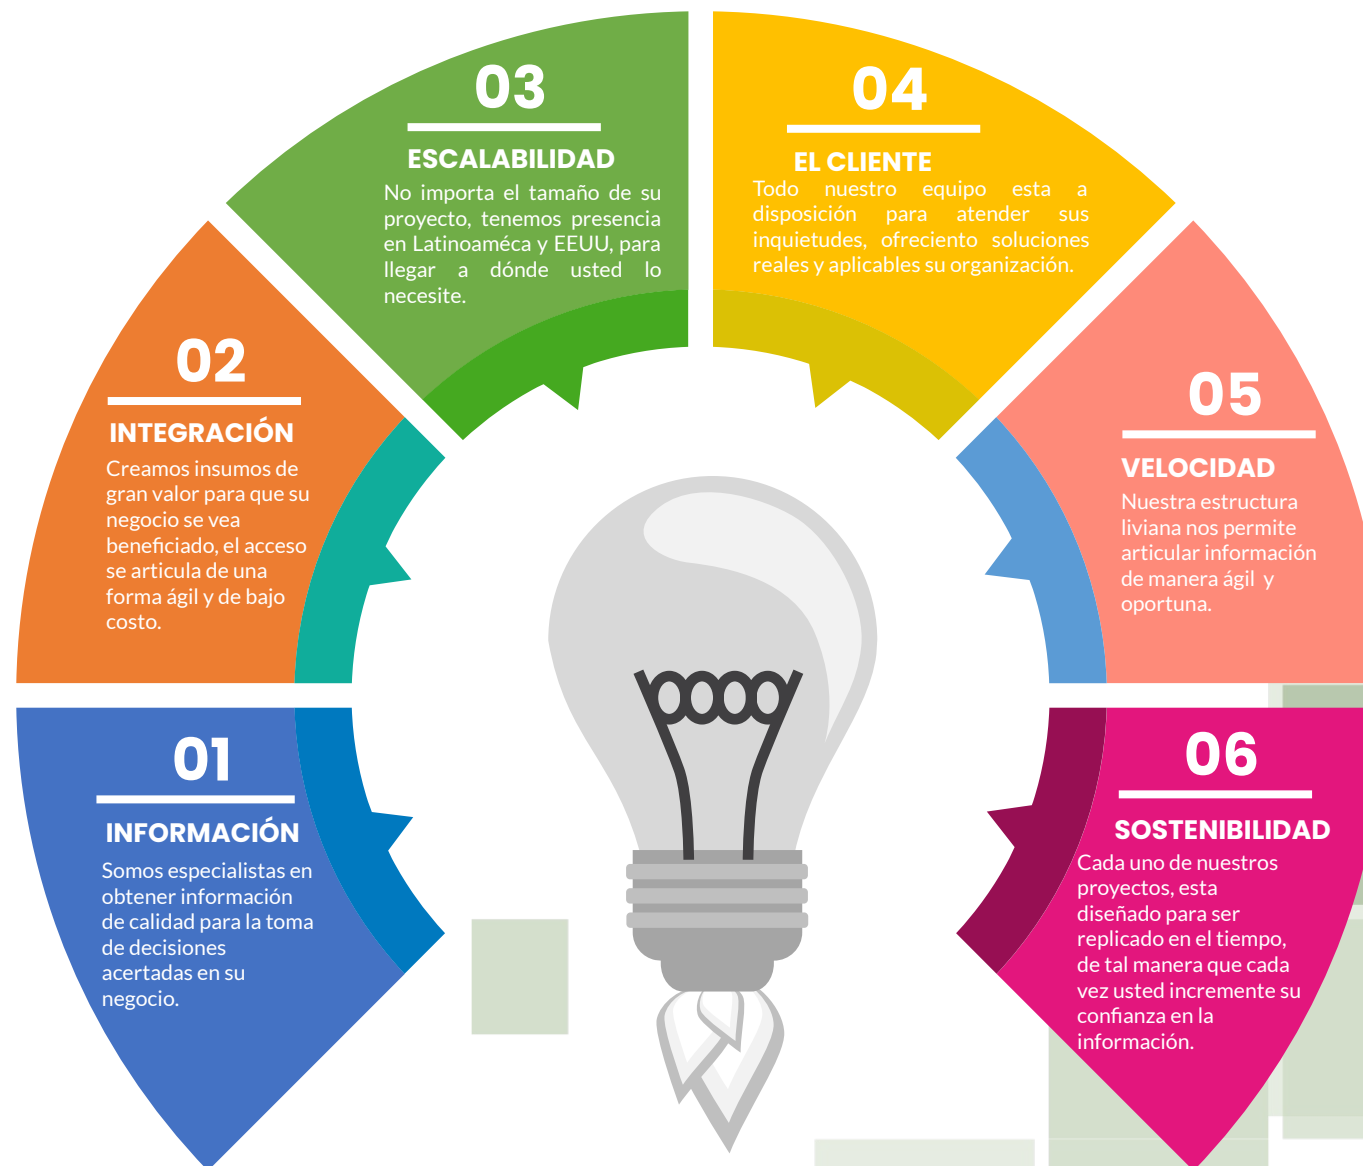 01
INFORMACIÓN
Somos especialistas en
obtener información
de calidad para la toma
de decisiones
acertadas en su
negocio.
02
INTEGRACIÓN
Creamos insumos de
gran valor para que su
negocio se vea
beneficiado, el acceso
se articula de una
forma ágil y de bajo
costo.
03
ESCALABILIDAD
No importa el tamaño de su
proyecto, tenemos presencia
en Latinoaméca y EEUU, para
llegar a dónde usted lo
necesite.
04
EL CLIENTE
Todo nuestro equipo esta a
disposición para atender sus
inquietudes, ofreciento soluciones
reales y aplicables su organización.
05
VELOCIDAD
Nuestra estructura
liviana nos permite
articular información
de manera ágil y
oportuna.
06
SOSTENIBILIDAD
Cada uno de nuestros
proyectos, esta
diseñado para ser
replicado en el tiempo,
de tal manera que cada
vez usted incremente su
confianza en la
información.